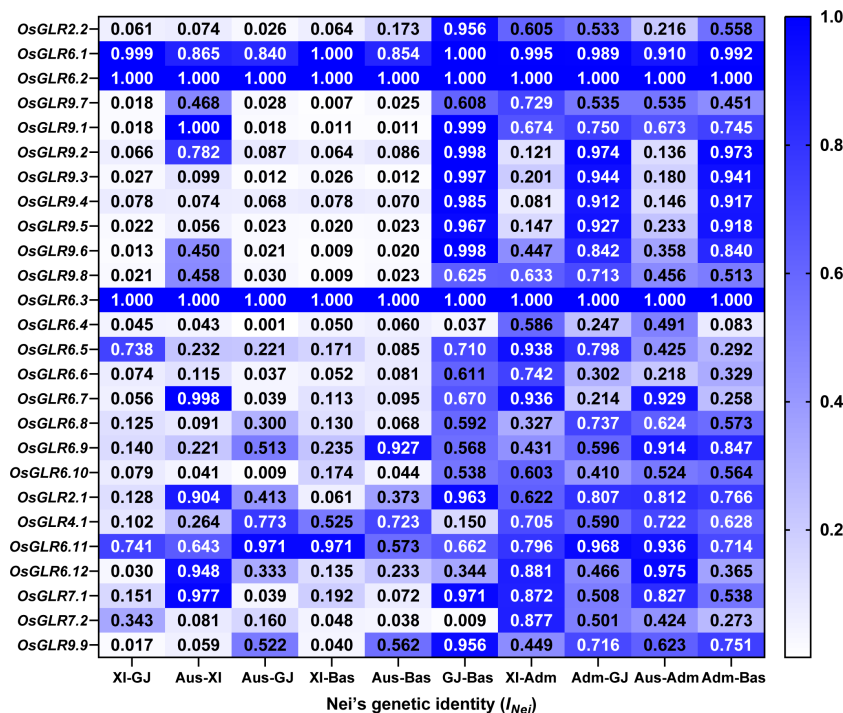 OsGLR2.2 0.061 0.074 0.026 0.064 0.173 0.956 0.605 0.533 0.216 0.558
OsGLR6.1 0.999 0.865 0.840 1.000 0.854 1.000 0.995 0.989 0.910 0.992
OsGLR6.2 1.000 1.000 1.000 1.000 1.000 1.000 1.000 1.000 1.000 1.000
OsGLR9.7 0.018 0.468 0.028 0.007 0.025 0.608 0.729 0.535 0.535 0.451
OsGLR9.1 0.018 1.000 0.018 0.011 0.011 0.999 0.674 0.750 0.673 0.745
OsGLR9.2 0.066 0.782 0.087 0.064 0.086 0.998 0.121 0.974 0.136 0.973
OsGLR9.3 0.027 0.099 0.012 0.026 0.012 0.997 0.201 0.944 0.180 0.941
OsGLR9.4 0.078 0.074 0.068 0.078 0.070 0.985 0.081 0.912 0.146 0.917
OsGLR9.5 0.022 0.056 0.023 0.020 0.023 0.967 0.147 0.927 0.233 0.918
OsGLR9.6 0.013 0.450 0.021 0.009 0.020 0.998 0.447 0.842 0.358 0.840
OsGLR9.8 0.021 0.458 0.030 0.009 0.023 0.625 0.633 0.713 0.456 0.513
OsGLR6.3 1.000 1.000 1.000 1.000 1.000 1.000 1.000 1.000 1.000 1.000
OsGLR6.4 0.045 0.043 0.001 0.050 0.060 0.037 0.586 0.247 0.491 0.083
OsGLR6.5 0.738 0.232 0.221 0.171 0.085 0.710 0.938 0.798 0.425 0.292
OsGLR6.6 0.074 0.115 0.037 0.052 0.081 0.611 0.742 0.302 0.218 0.329
OsGLR6.7 0.056 0.998 0.039 0.113 0.095 0.670 0.936 0.214 0.929 0.258
OsGLR6.8 0.125 0.091 0.300 0.130 0.068 0.592 0.327 0.737 0.624 0.573
OsGLR6.9 0.140 0.221 0.513 0.235 0.927 0.568 0.431 0.596 0.914 0.847
OsGLR6.10 0.079 0.041 0.009 0.174 0.044 0.538 0.603 0.410 0.524 0.564
OsGLR2.1 0.128 0.904 0.413 0.061 0.373 0.963 0.622 0.807 0.812 0.766
OsGLR4.1 0.102 0.264 0.773 0.525 0.723 0.150 0.705 0.590 0.722 0.628
OsGLR6.11 0.741 0.643 0.971 0.971 0.573 0.662 0.796 0.968 0.936 0.714
OsGLR6.12 0.030 0.948 0.333 0.135 0.233 0.344 0.881 0.466 0.975 0.365
OsGLR7.1 0.151 0.977 0.039 0.192 0.072 0.971 0.872 0.508 0.827 0.538
OsGLR7.2 0.343 0.081 0.160 0.048 0.038 0.009 0.877 0.501 0.424 0.273
OsGLR9.9 0.017 0.059 0.522 0.040 0.562 0.956 0.449 0.716 0.623 0.751
XI-GJ Aus-XI Aus-GJ XI-Bas Aus-Bas GJ-Bas XI-Adm Adm-GJ Aus-Adm Adm-Bas
Nei's genetic identity (I_Nei)
1.0
0.8
0.6
0.4
0.2